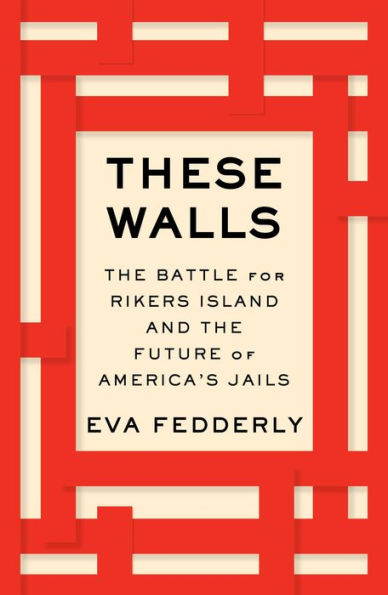 THESE
WALLS
THE BATTLE FOR
RIKERS ISLAND
AND THE
FUTURE OF
AMERICA'S JAILS
EVA FEDDERLY